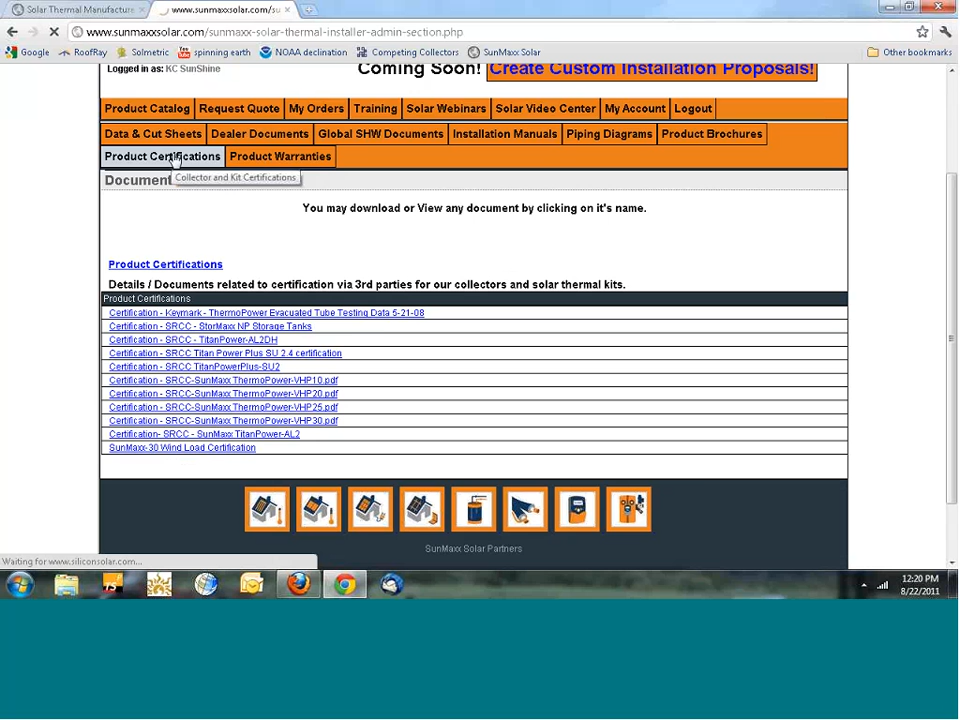 Solar Thermal Manufacture
www.sunmaxxsolar.com/su
www.sunmaxxsolar.com/sunmaxx-solar-thermal-installer-admin-section.php
Google RoofRay Solmetric spinning earth NOAA declination Competing Collectors SunMaxx Solar Other bookmarks
Logged in as: KC SunShine
Coming Soon! Create Custom Installation Proposals!
Product Catalog Request Quote My Orders Training Solar Webinars Solar Video Center My Account Logout
Data & Cut Sheets Dealer Documents Global SHW Documents Installation Manuals Piping Diagrams Product Brochures
Product Certifications Product Warranties
Document
Collector and Kit Certifications
You may download or View any document by clicking on it's name.
Product Certifications
Details / Documents related to certification via 3rd parties for our collectors and solar thermal kits.
Product Certifications
Certification - Keymark - ThermoPower Evacuated Tube Testing Data 5-21-08
Certification - SRCC - StorMaxx NP Storage Tanks
Certification - SRCC - TitanPower-AL2DH
Certification - SRCC Titan Power Plus SU 2.4 certification
Certification - SRCC TitanPowerPlus-SU2
Certification - SRCC-SunMaxx ThermoPower-VHP10.pdf
Certification - SRCC-SunMaxx ThermoPower-VHP20.pdf
Certification - SRCC-SunMaxx ThermoPower-VHP25.pdf
Certification - SRCC-SunMaxx ThermoPower-VHP30.pdf
Certification- SRCC - SunMaxx TitanPower-AL2
SunMaxx-30 Wind Load Certification
SunMaxx Solar Partners
Waiting for www.siliconsolar.com...
12:20 PM
8/22/2011